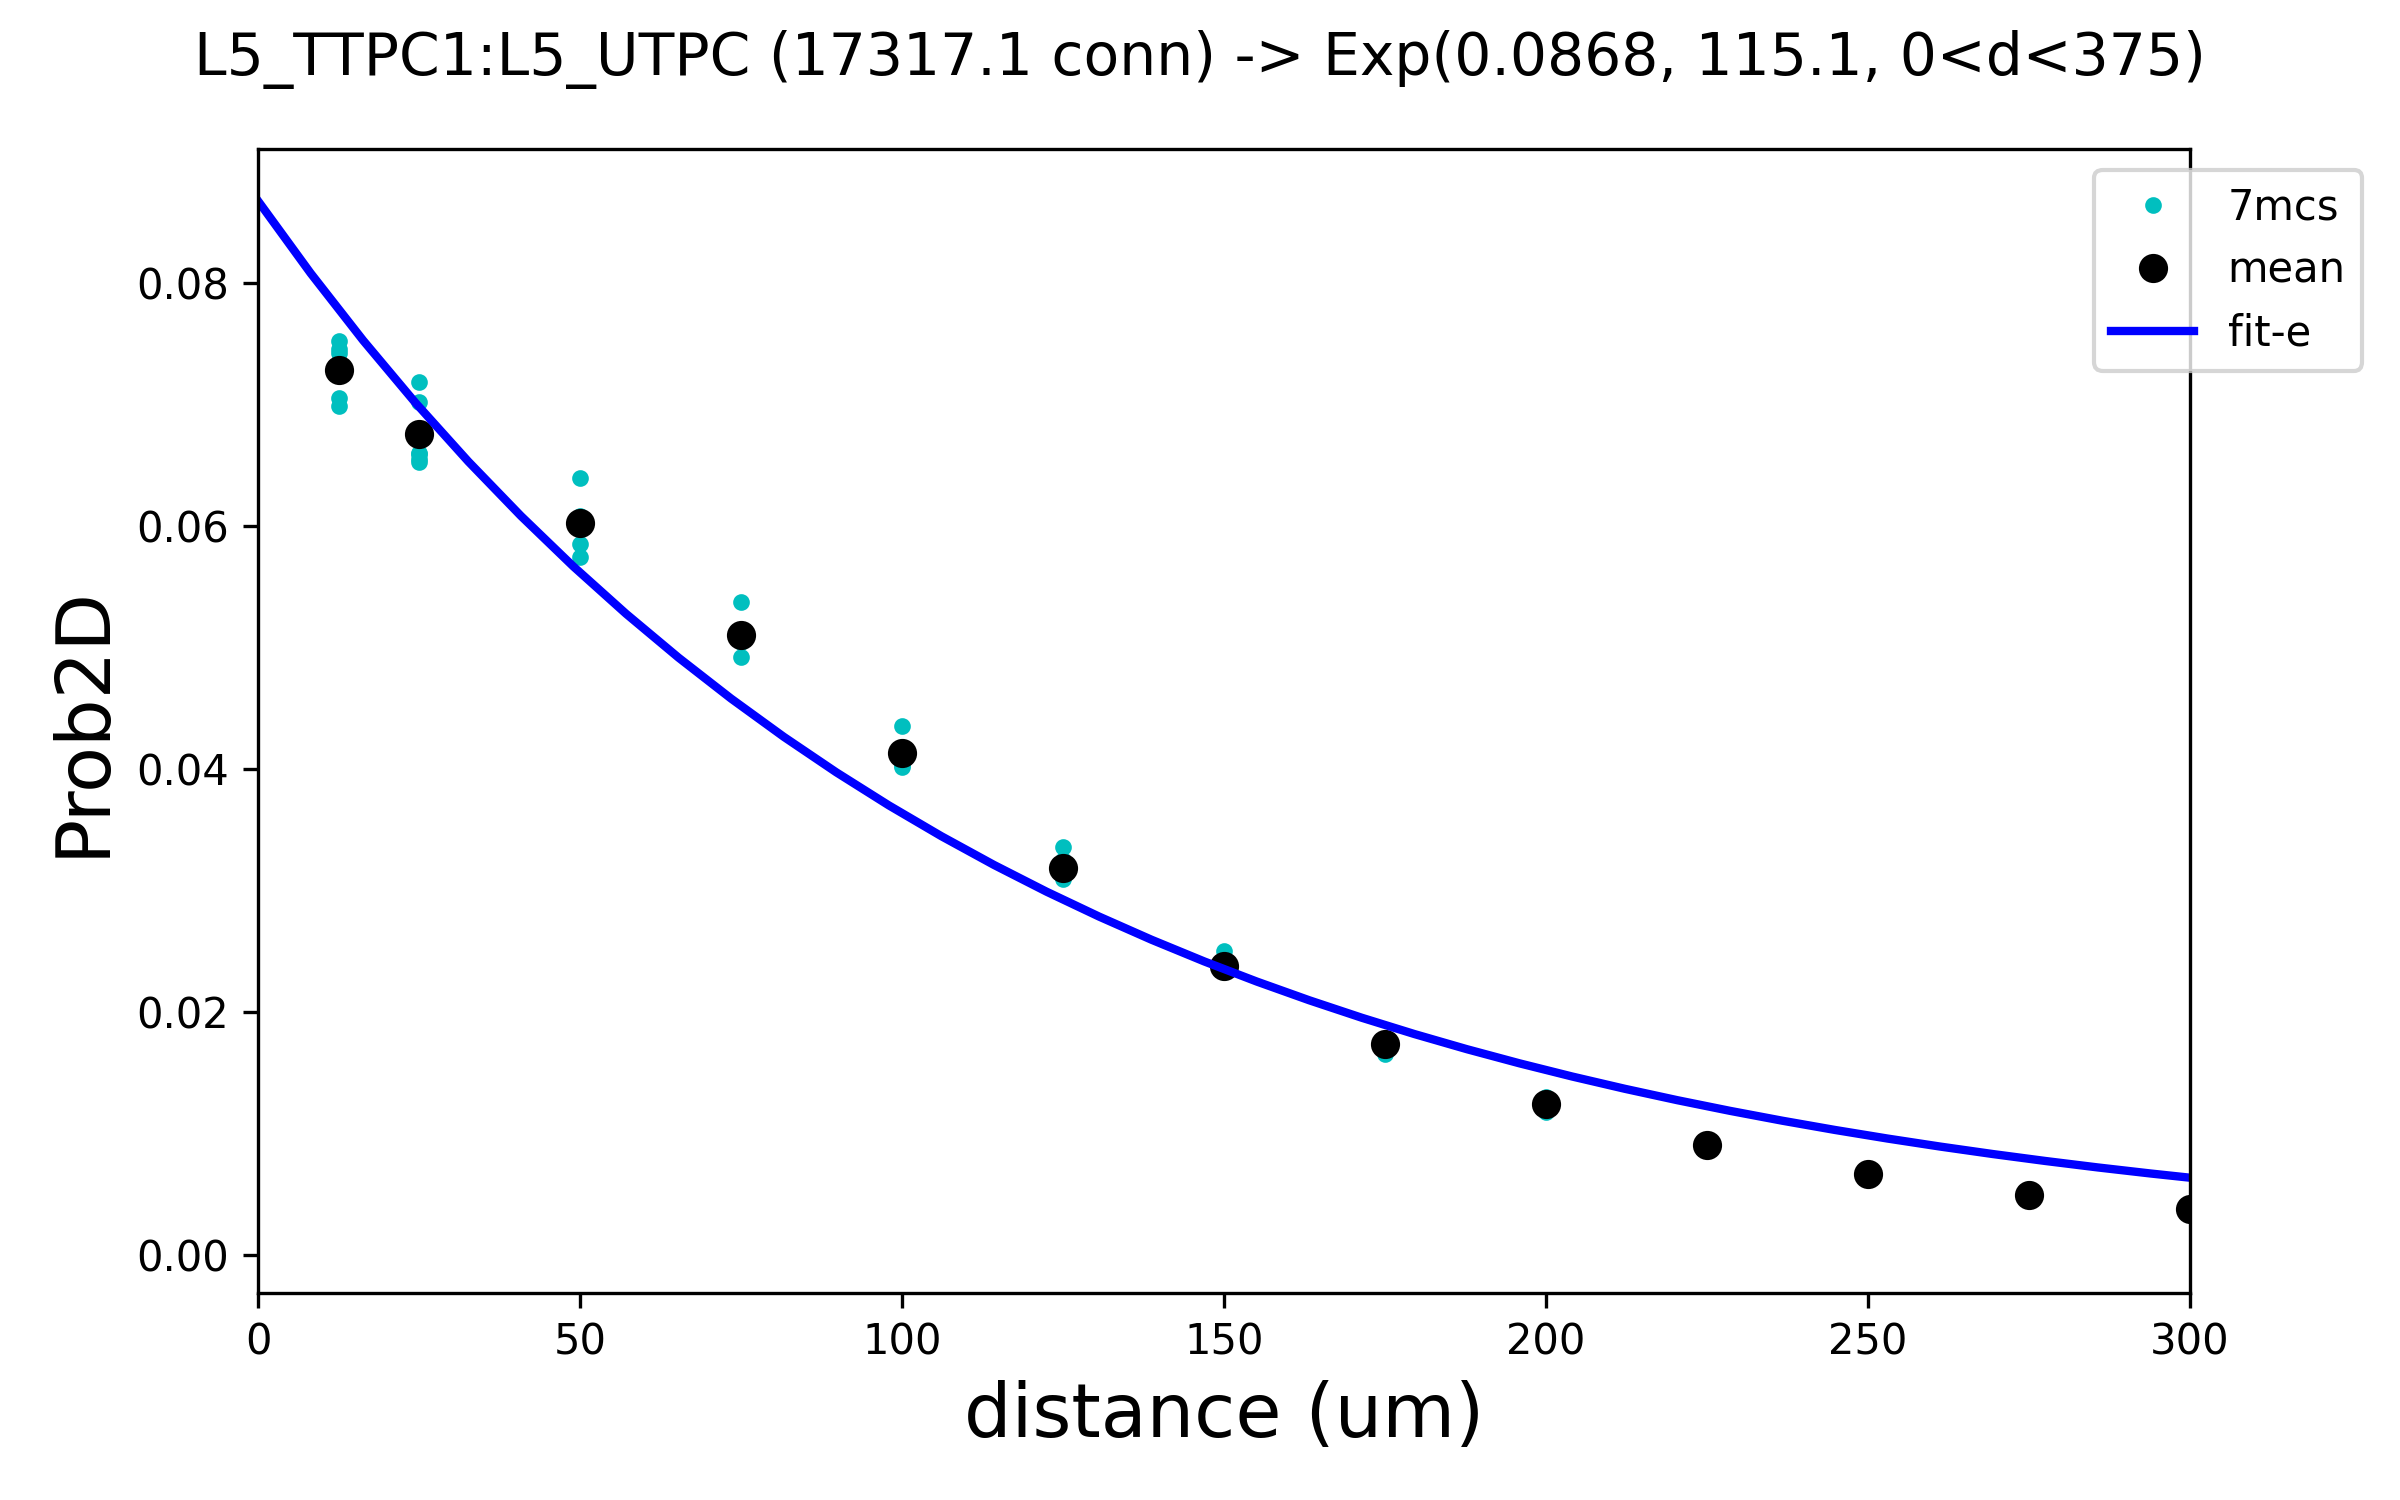 L5_TTPC1:L5_UTPC (17317.1 conn) -> Exp(0.0868, 115.1, 0<d<375)
7mcs
mean
fit-e
Prob2D
0.08
0.06
0.04
0.02
0.00
0 50 100 150 200 250 300
distance (um)